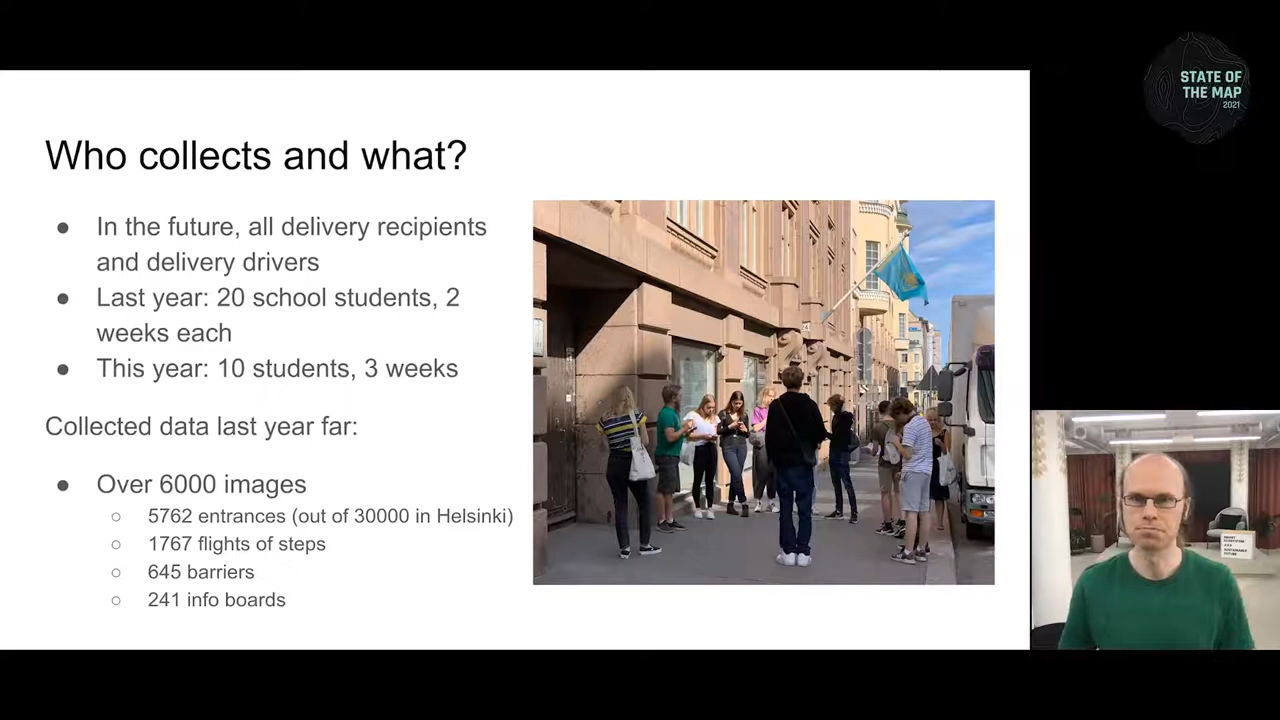 STATE OF
THE MAP
2021
Who collects and what?
● In the future, all delivery recipients
and delivery drivers
● Last year: 20 school students, 2
weeks each
● This year: 10 students, 3 weeks
Collected data last year far:
● Over 6000 images
○ 5762 entrances (out of 30000 in Helsinki)
○ 1767 flights of steps
○ 645 barriers
○ 241 info boards